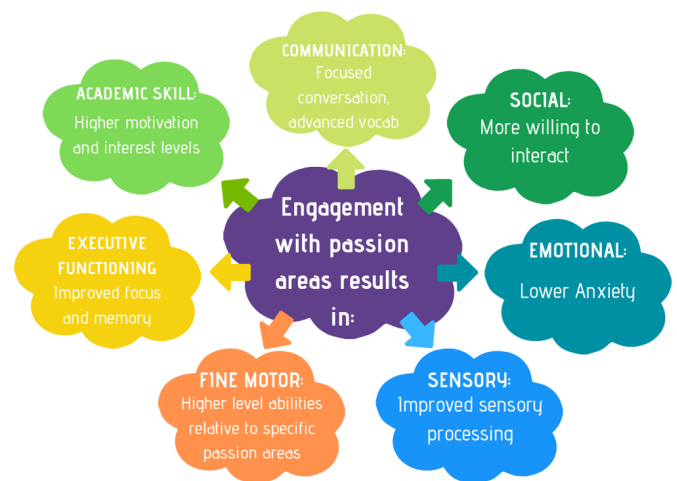 COMMUNICATION:
Focused
conversation,
advanced vocab
ACADEMIC SKILL:
Higher motivation
and interest levels
SOCIAL:
More willing to
interact
Engagement
with passion
areas results
in:
EXECUTIVE
FUNCTIONING
Improved focus
and memory
EMOTIONAL:
Lower Anxiety
FINE MOTOR:
Higher level abilities
relative to specific
passion areas
SENSORY:
Improved sensory
processing